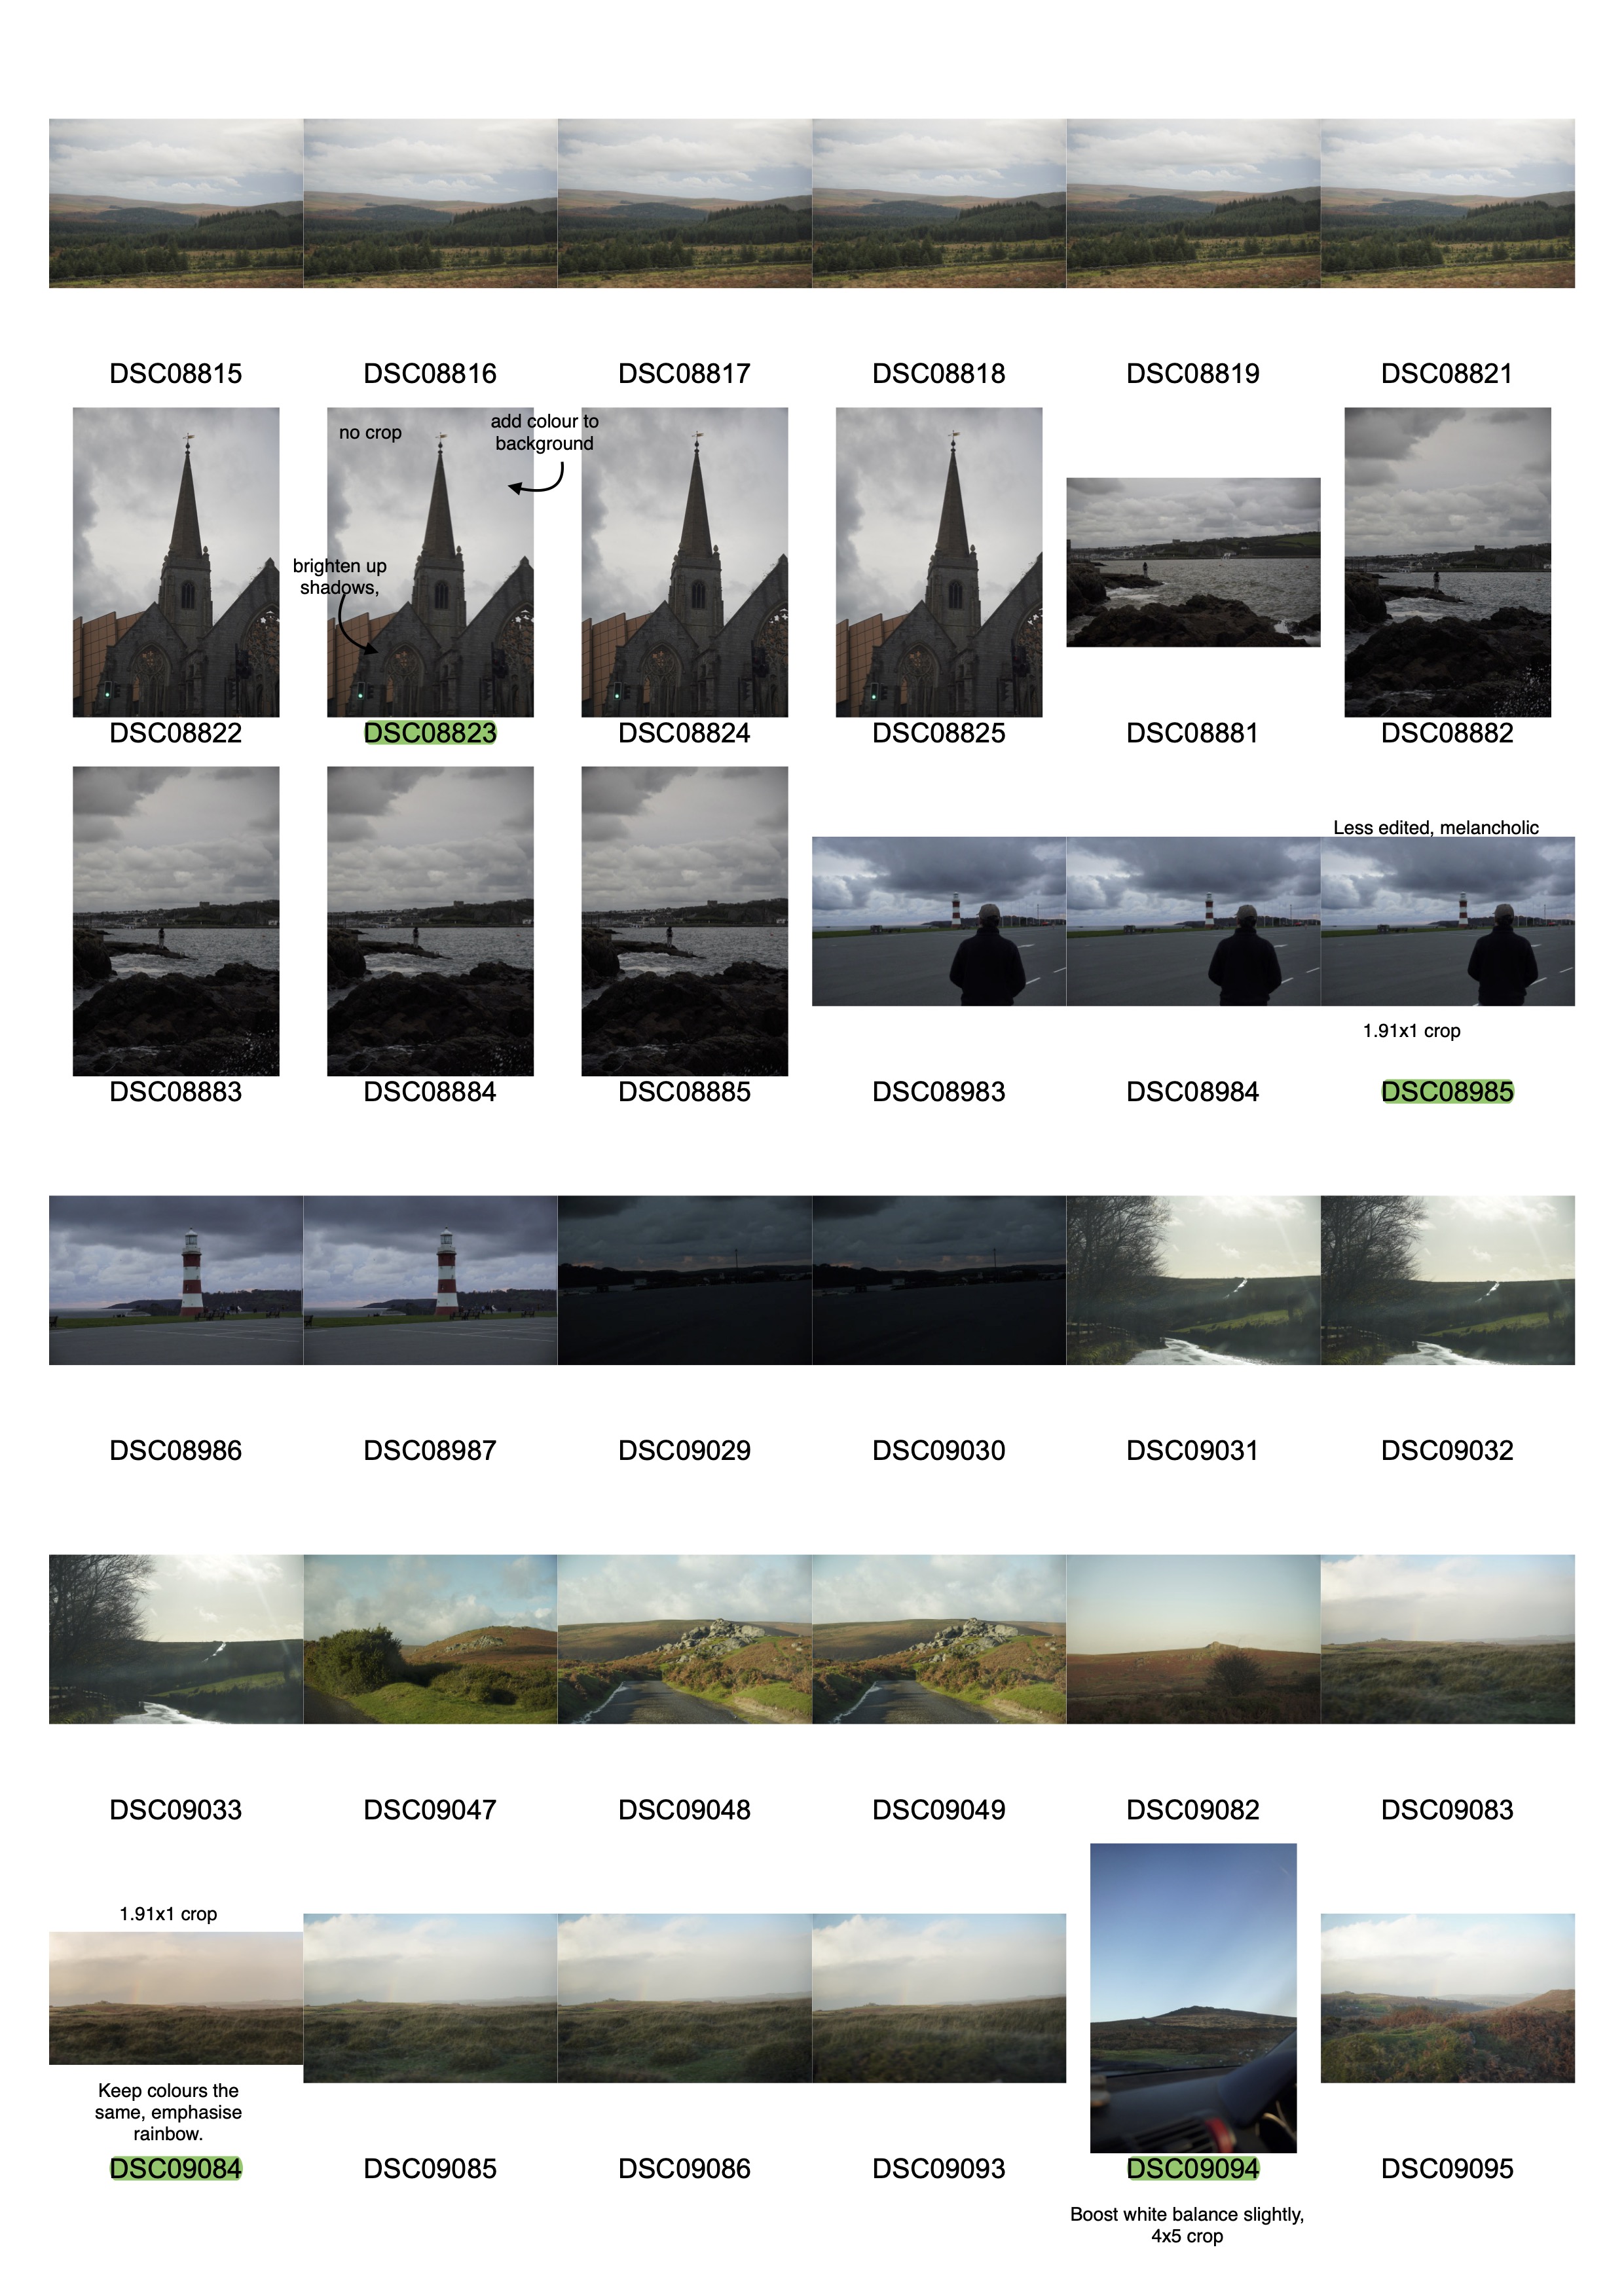 DSC08815 DSC08816 DSC08817 DSC08818 DSC08819 DSC08821
no crop
add colour to
background
brighten up
shadows,
DSC08822 DSC08823 DSC08824 DSC08825 DSC08881 DSC08882
Less edited, melancholic
1.91x1 crop
DSC08883 DSC08884 DSC08885 DSC08983 DSC08984 DSC08985
DSC08986 DSC08987 DSC09029 DSC09030 DSC09031 DSC09032
DSC09033 DSC09047 DSC09048 DSC09049 DSC09082 DSC09083
1.91x1 crop
Keep colours the
same, emphasise
rainbow.
DSC09084 DSC09085 DSC09086 DSC09093 DSC09094 DSC09095
Boost white balance slightly,
4x5 crop